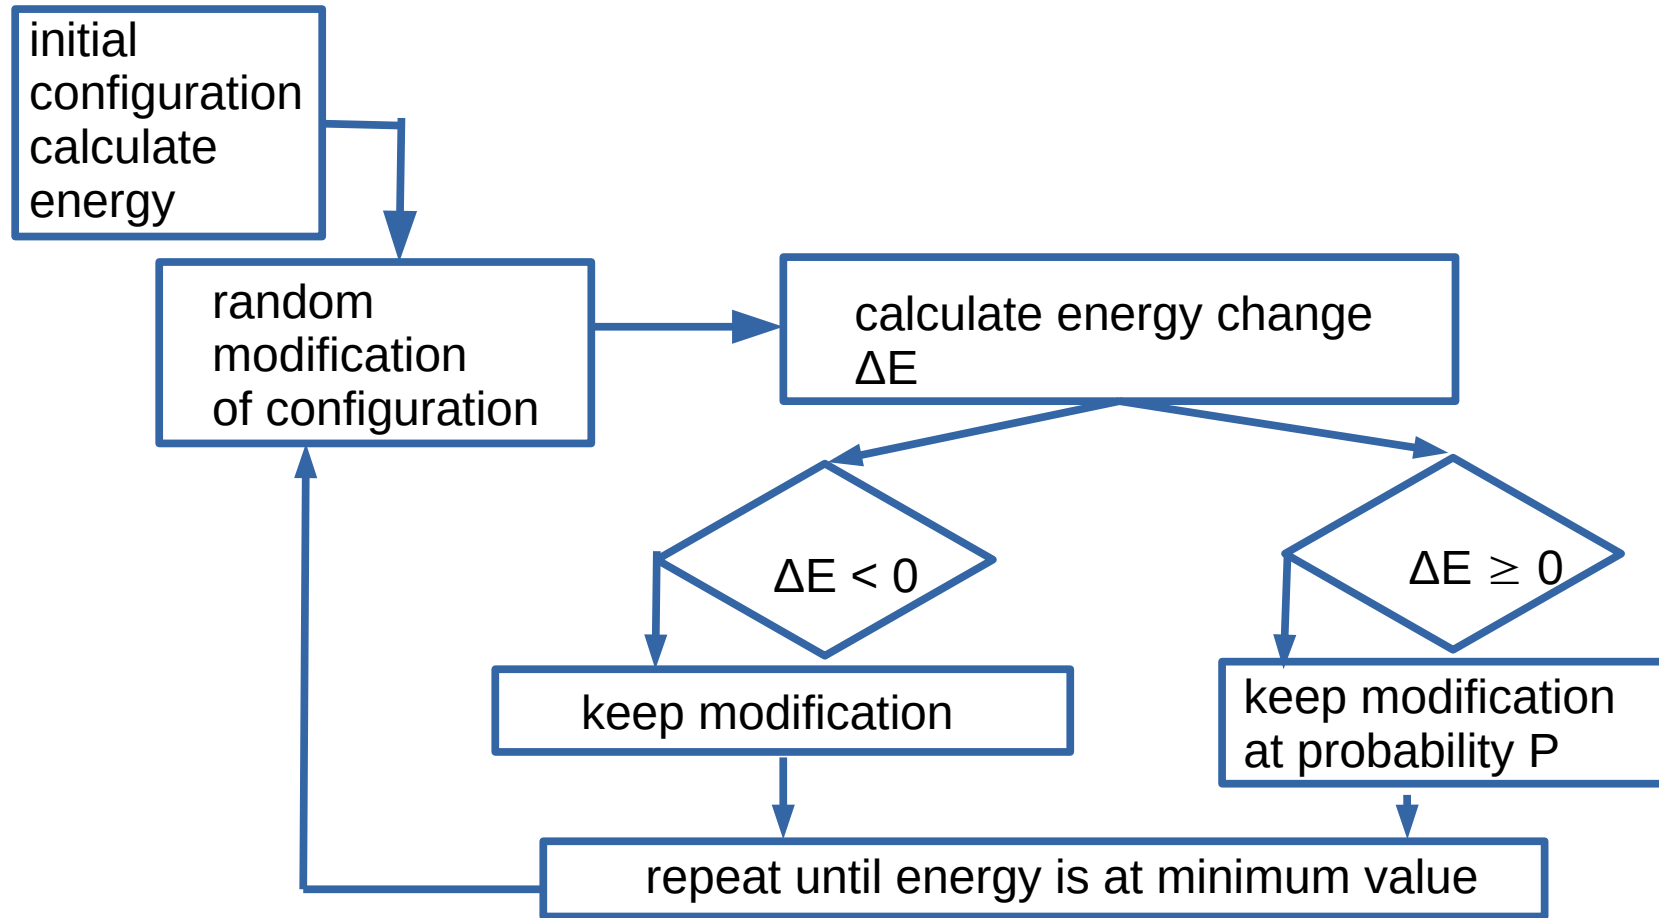 initial
configuration
calculate
energy
random
modification
of configuration
calculate energy change
ΔE
ΔE < 0
ΔE ≥ 0
keep modification
keep modification
at probability P
repeat until energy is at minimum value